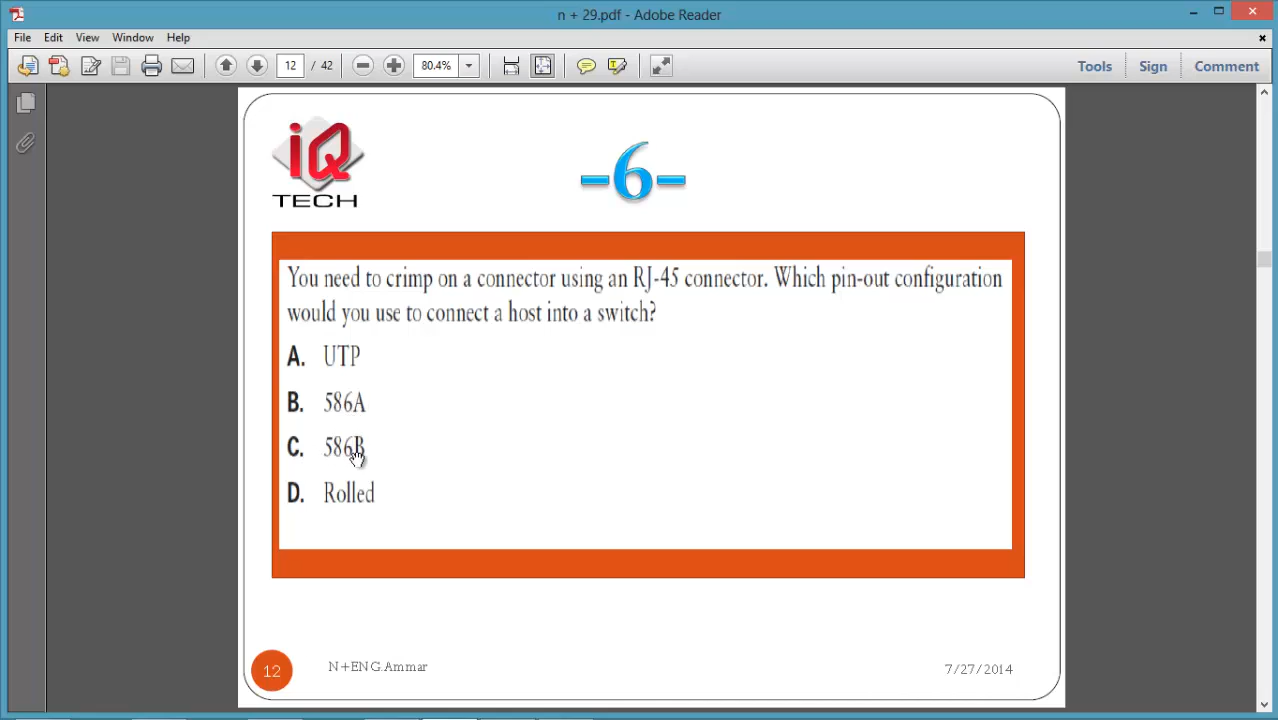 n + 29.pdf - Adobe Reader
File Edit View Window Help
12 / 42 80.4% Tools Sign Comment
iQ
TECH
-6-
You need to crimp on a connector using an RJ-45 connector. Which pin-out configuration
would you use to connect a host into a switch?
A. UTP
B. 586A
C. 586B
D. Rolled
12 N+ENG.Ammar 7/27/2014